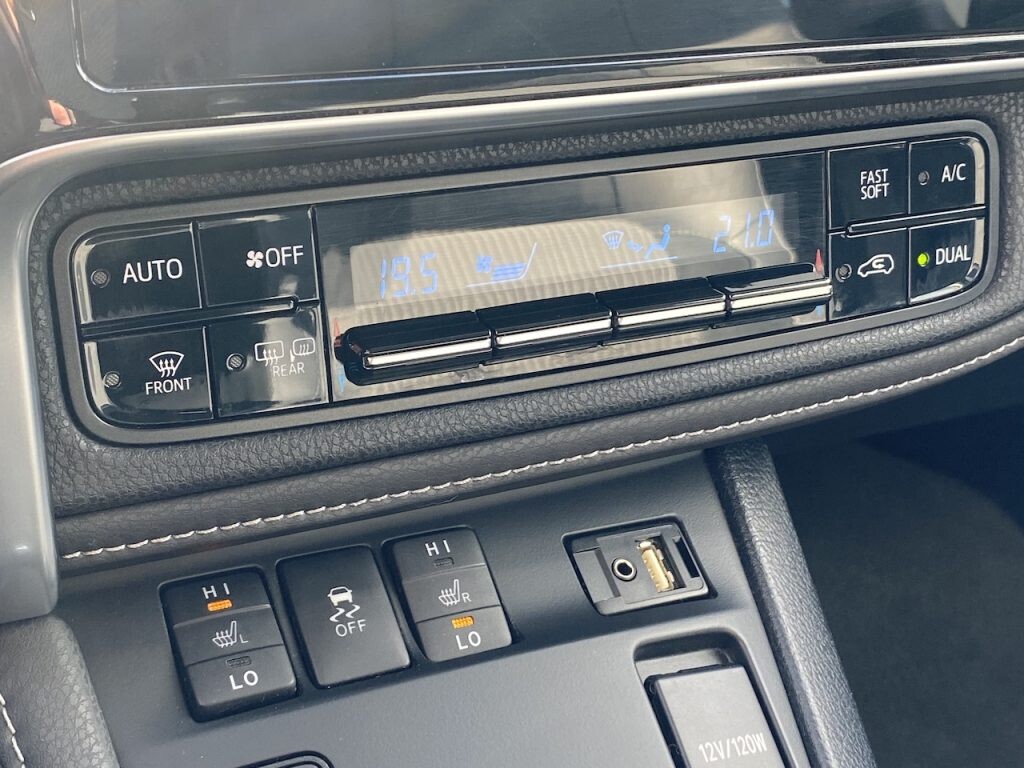 AUTO
OFF
FRONT
REAR
19.5
21.0
FAST
SOFT
A/C
DUAL
HI
L
LO
OFF
HI
R
LO
12V/120W